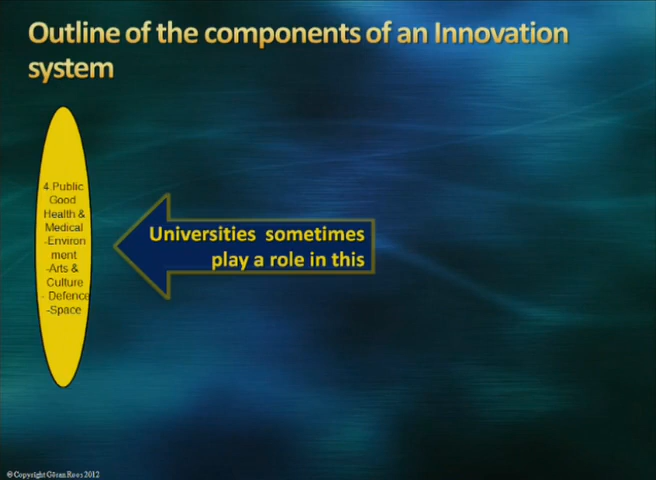 Outline of the components of an Innovation
system
4.Public
Good
Health &
Medical
-Environ
ment
-Arts &
Culture
- Defence
-Space
Universities sometimes
play a role in this
© Copyright Göran Roos 2012